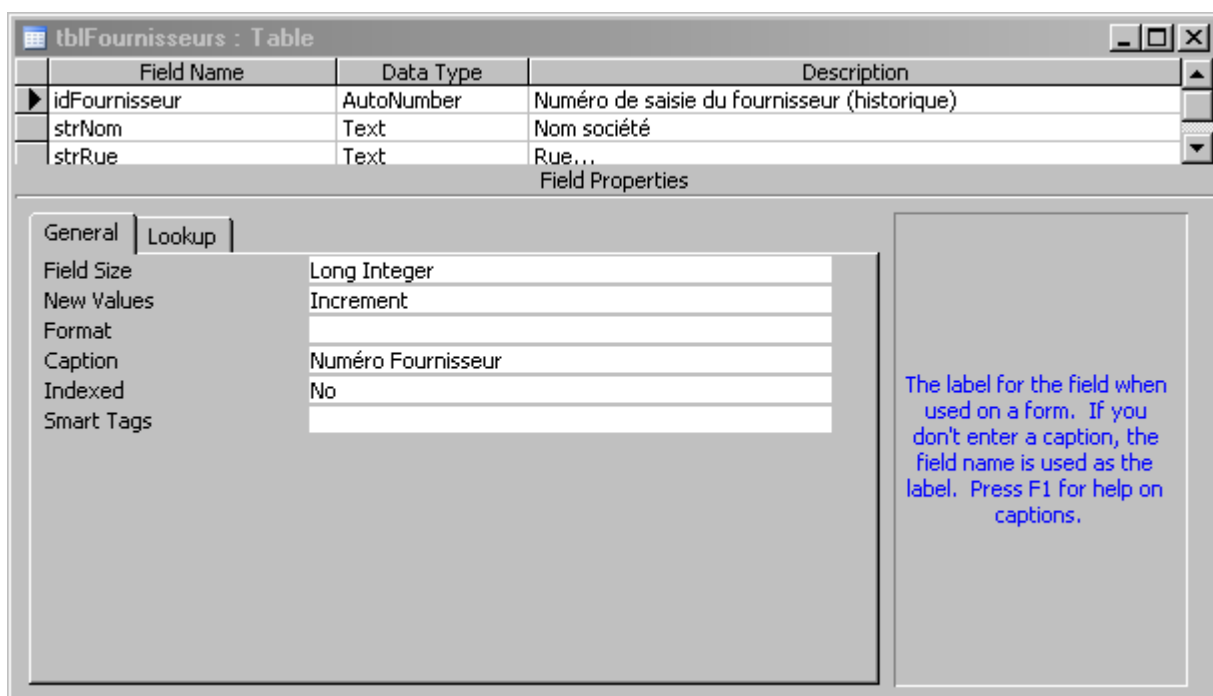 tblFournisseurs : Table
Field Name Data Type Description
idFournisseur AutoNumber Numéro de saisie du fournisseur (historique)
strNom Text Nom société
strRue Text Rue...
Field Properties
General Lookup
Field Size Long Integer
New Values Increment
Format
Caption Numéro Fournisseur
Indexed No
Smart Tags
The label for the field when
used on a form. If you
don't enter a caption, the
field name is used as the
label. Press F1 for help on
captions.